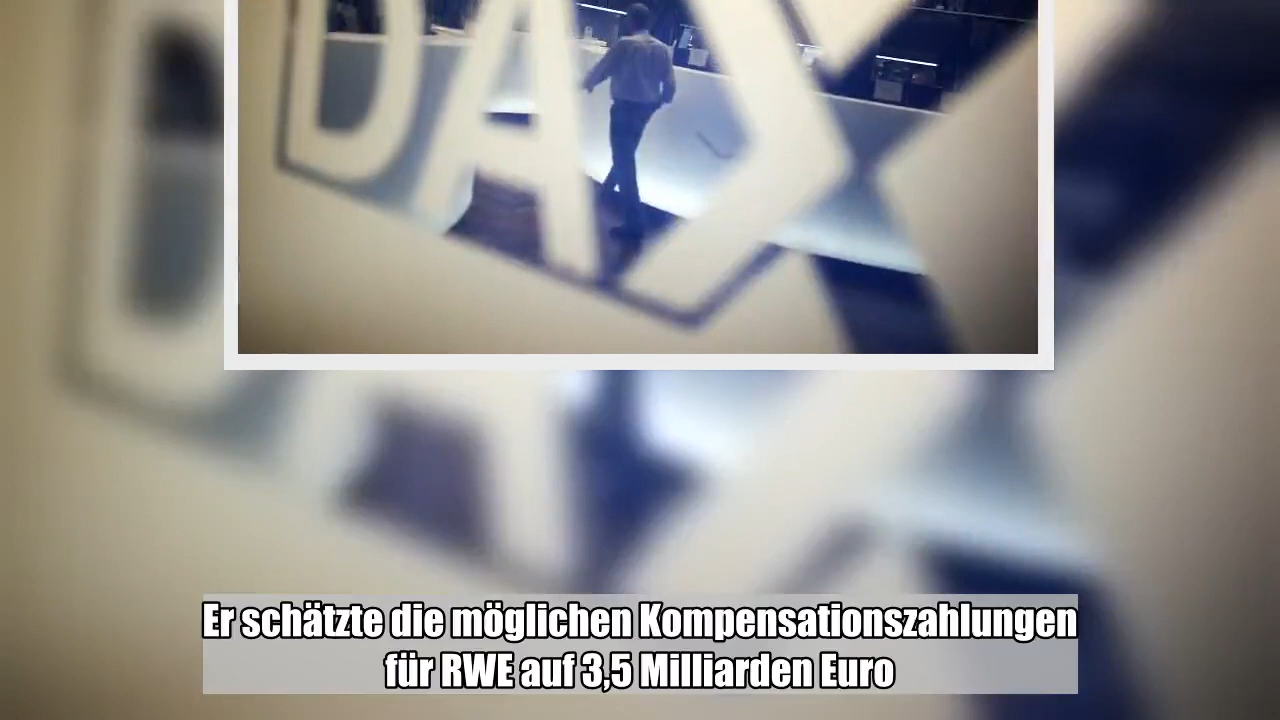 DAX
Er schätzte die möglichen Kompensationszahlungen
für RWE auf 3,5 Milliarden Euro